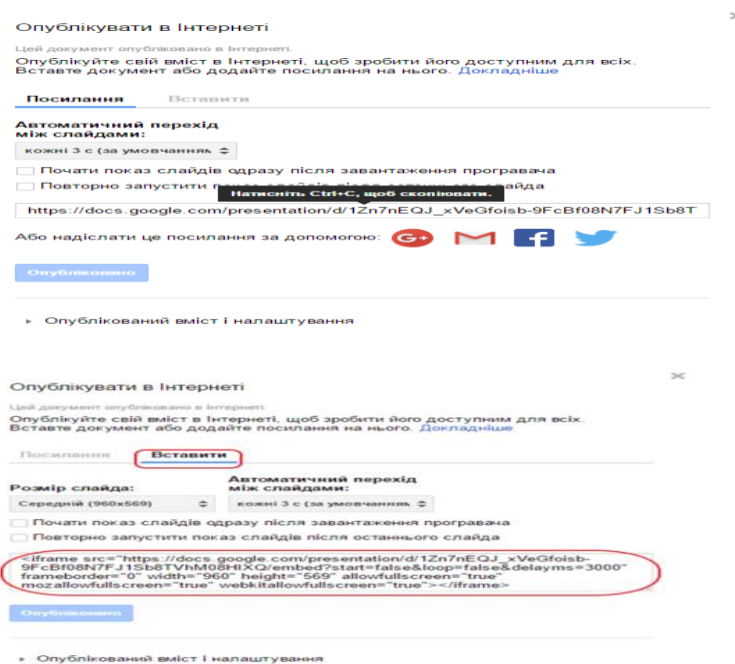 Опублікувати в Інтернеті
Цей документ опубліковано в Інтернеті.
Опублікуйте свій вміст в Інтернеті, щоб зробити його доступним для всіх.
Вставте документ або додайте посилання на нього. Докладніше
Посилання Вставити
Автоматичний перехід
між слайдами:
кожні 3 с (за умовчанням
Почати показ слайдів одразу після завантаження програвача
Повторно запустити показ слайдів після останнього слайда
Натисніть Ctrl+C, щоб скопіювати.
https://docs.google.com/presentation/d/1Zn7nEQJ_xVeGfoisb-9FcBf08N7FJ1Sb8T
Або надіслати це посилання за допомогою: G+ f
Опубліковано
Опублікований вміст і налаштування
Опублікувати в Інтернеті
Цей документ опубліковано в Інтернеті.
Опублікуйте свій вміст в Інтернеті, щоб зробити його доступним для всіх.
Вставте документ або додайте посилання на нього. Докладніше
Посилання Вставити
Розмір слайда: Автоматичний перехід
між слайдами:
Середній (960x569) кожні 3 с (за умовчанням
Почати показ слайдів одразу після завантаження програвача
Повторно запустити показ слайдів після останнього слайда
<iframe src="https://docs.google.com/presentation/d/1Zn7nEQJ_xVeGfoisb-
9FcBf08N7FJ1Sb8TVhM08HIXQ/embed?start=false&loop=false&delayms=3000"
frameborder="0" width="960" height="569" allowfullscreen="true"
mozallowfullscreen="true" webkitallowfullscreen="true"></iframe>
Опубліковано
Опублікований вміст і налаштування